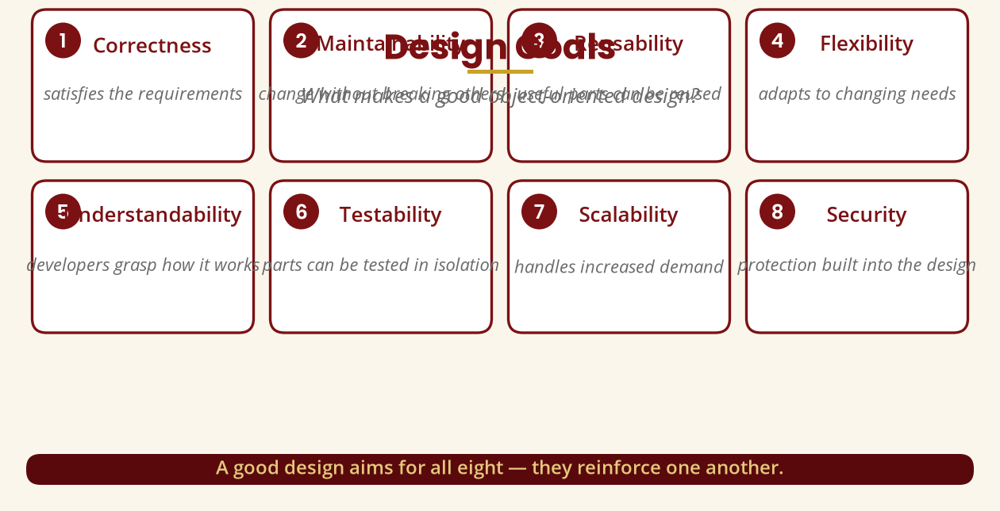 Design Goals
What makes a good object-oriented design?
1 Correctness
satisfies the requirements
2 Maintainability
change without breaking others
3 Reusability
useful parts can be reused
4 Flexibility
adapts to changing needs
5 Understandability
developers grasp how it works
6 Testability
parts can be tested in isolation
7 Scalability
handles increased demand
8 Security
protection built into the design
A good design aims for all eight — they reinforce one another.